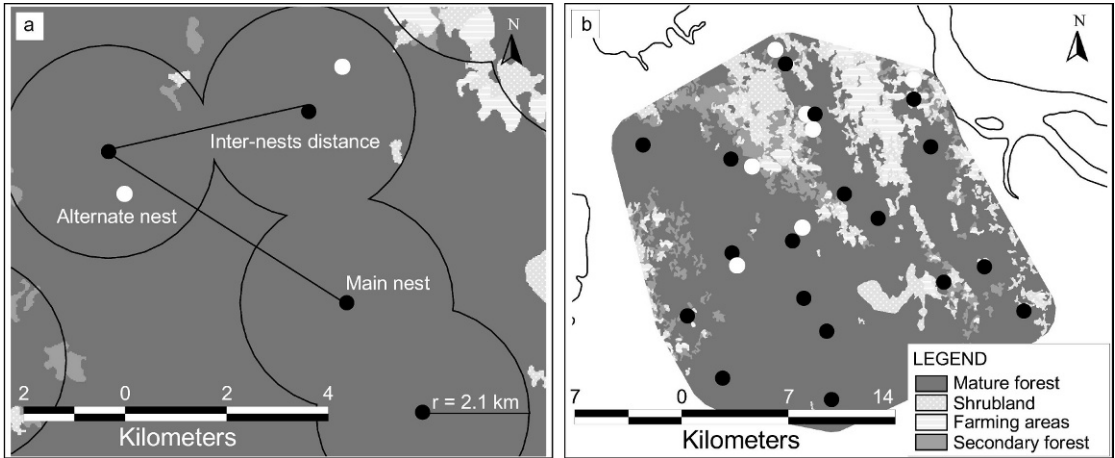 a
N
Inter-nests distance
Alternate nest
Main nest
2 0 2 4
Kilometers
r = 2.1 km
b
N
7 0 7 14
Kilometers
LEGEND
Mature forest
Shrubland
Farming areas
Secondary forest